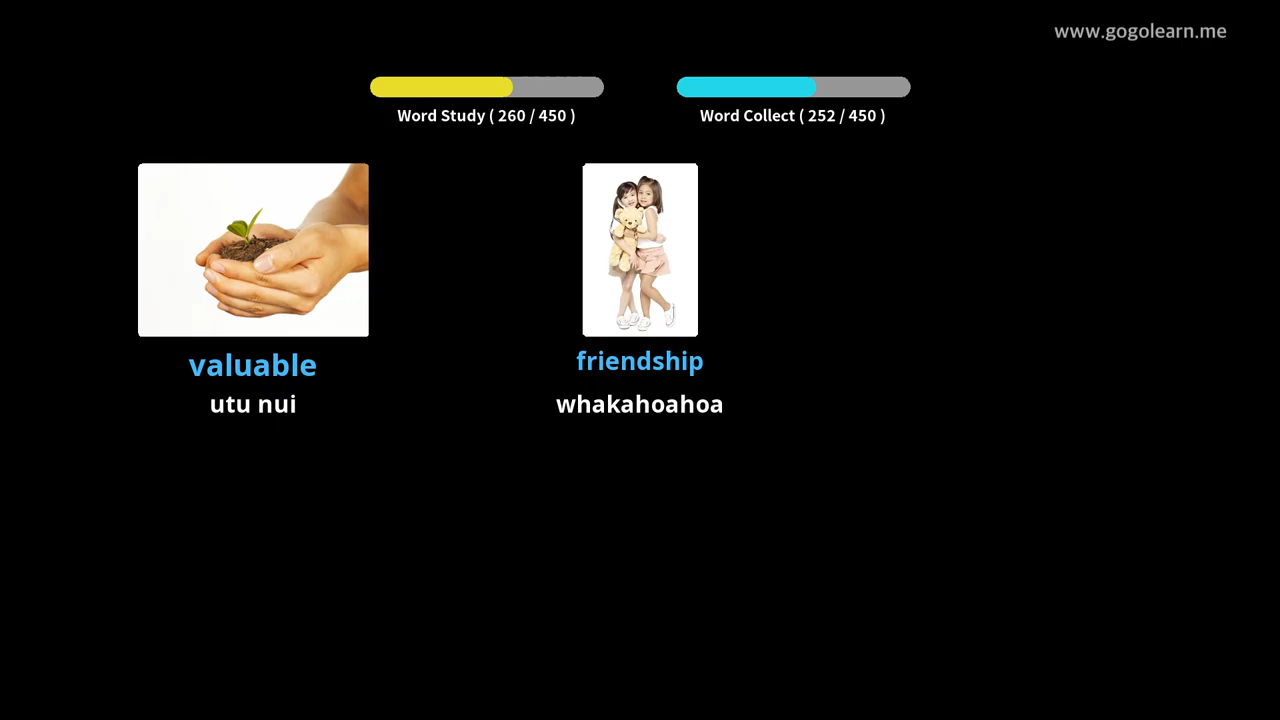 www.gogolearn.me
Word Study ( 260 / 450 )
Word Collect ( 252 / 450 )
valuable
utu nui
friendship
whakahoahoa